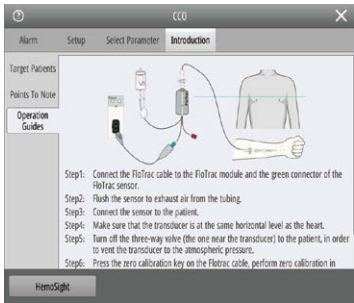 CCO
Alarm
Setup
Select Parameter
Introduction
Target Patients
Points To Note
Operation
Guides
Step1: Connect the FloTrac cable to the FloTrac module and the green connector of the
FloTrac sensor.
Step2: Flush the sensor to exhaust air from the tubing.
Step3: Connect the sensor to the patient.
Step4: Make sure that the transducer is at the same horizontal level as the heart.
Step5: Turn off the three-way valve (the one near the transducer) to the patient, in order
to vent the transducer to the atmospheric pressure.
Step6: Press the zero calibration key on the Flotrac cable, perform zero calibration in
HemoSight